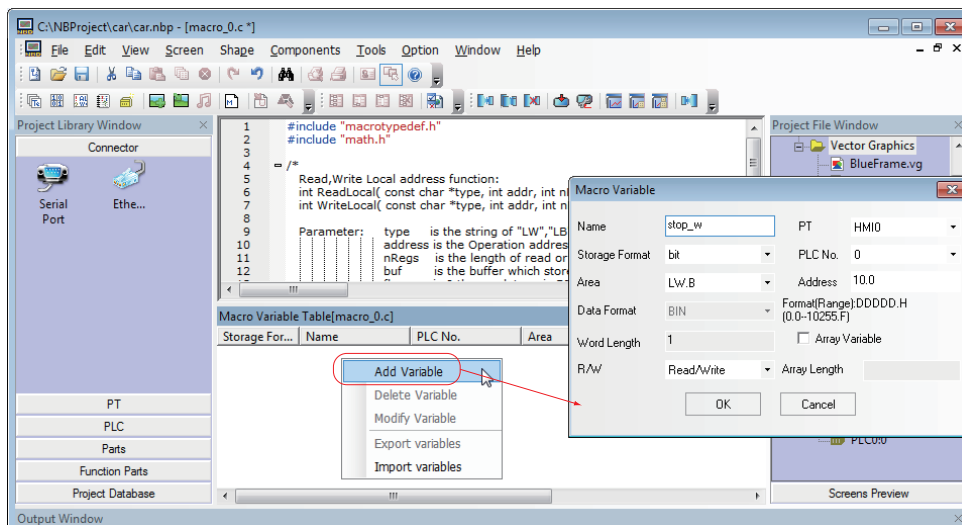 C:\NBProject\car\car.nbp - [macro_0.c *]
File Edit View Screen Shape Components Tools Option Window Help
Project Library Window
Connector
Serial Port
Ethe...
PT
PLC
Parts
Function Parts
Project Database
1 #include "macrotypedef.h"
2 #include "math.h"
3
4 /*
5 Read,Write Local address function:
6 int ReadLocal( const char *type, int addr, int n
7 int WriteLocal( const char *type, int addr, int n
8
9 Parameter: type is the string of "LW","LB
10 address is the Operation address
11 nRegs is the length of read or
12 buf is the buffer which store
Macro Variable Table[macro_0.c]
Storage For... Name PLC No. Area
Add Variable
Delete Variable
Modify Variable
Export variables
Import variables
Project File Window
Vector Graphics
BlueFrame.vg
Macro Variable
Name stop_w PT HMI0
Storage Format bit PLC No. 0
Area LW.B Address 10.0
Data Format BIN Format(Range):DDDDD.H
(0.0--10255.F)
Word Length 1 Array Variable
R/W Read/Write Array Length
OK Cancel
PLC0:0
Screens Preview
Output Window